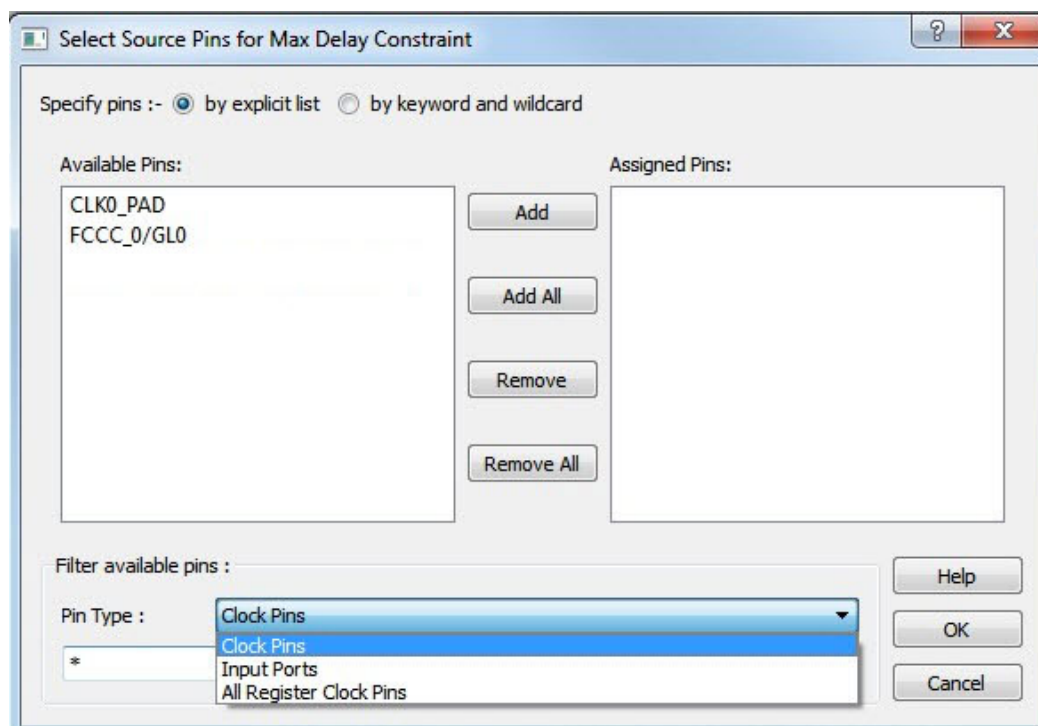 Select Source Pins for Max Delay Constraint
Specify pins :- by explicit list by keyword and wildcard
Available Pins:
Assigned Pins:
CLK0_PAD
FCCC_0/GL0
Add
Add All
Remove
Remove All
Filter available pins :
Pin Type :
Clock Pins
Clock Pins
Input Ports
All Register Clock Pins
*
Help
OK
Cancel